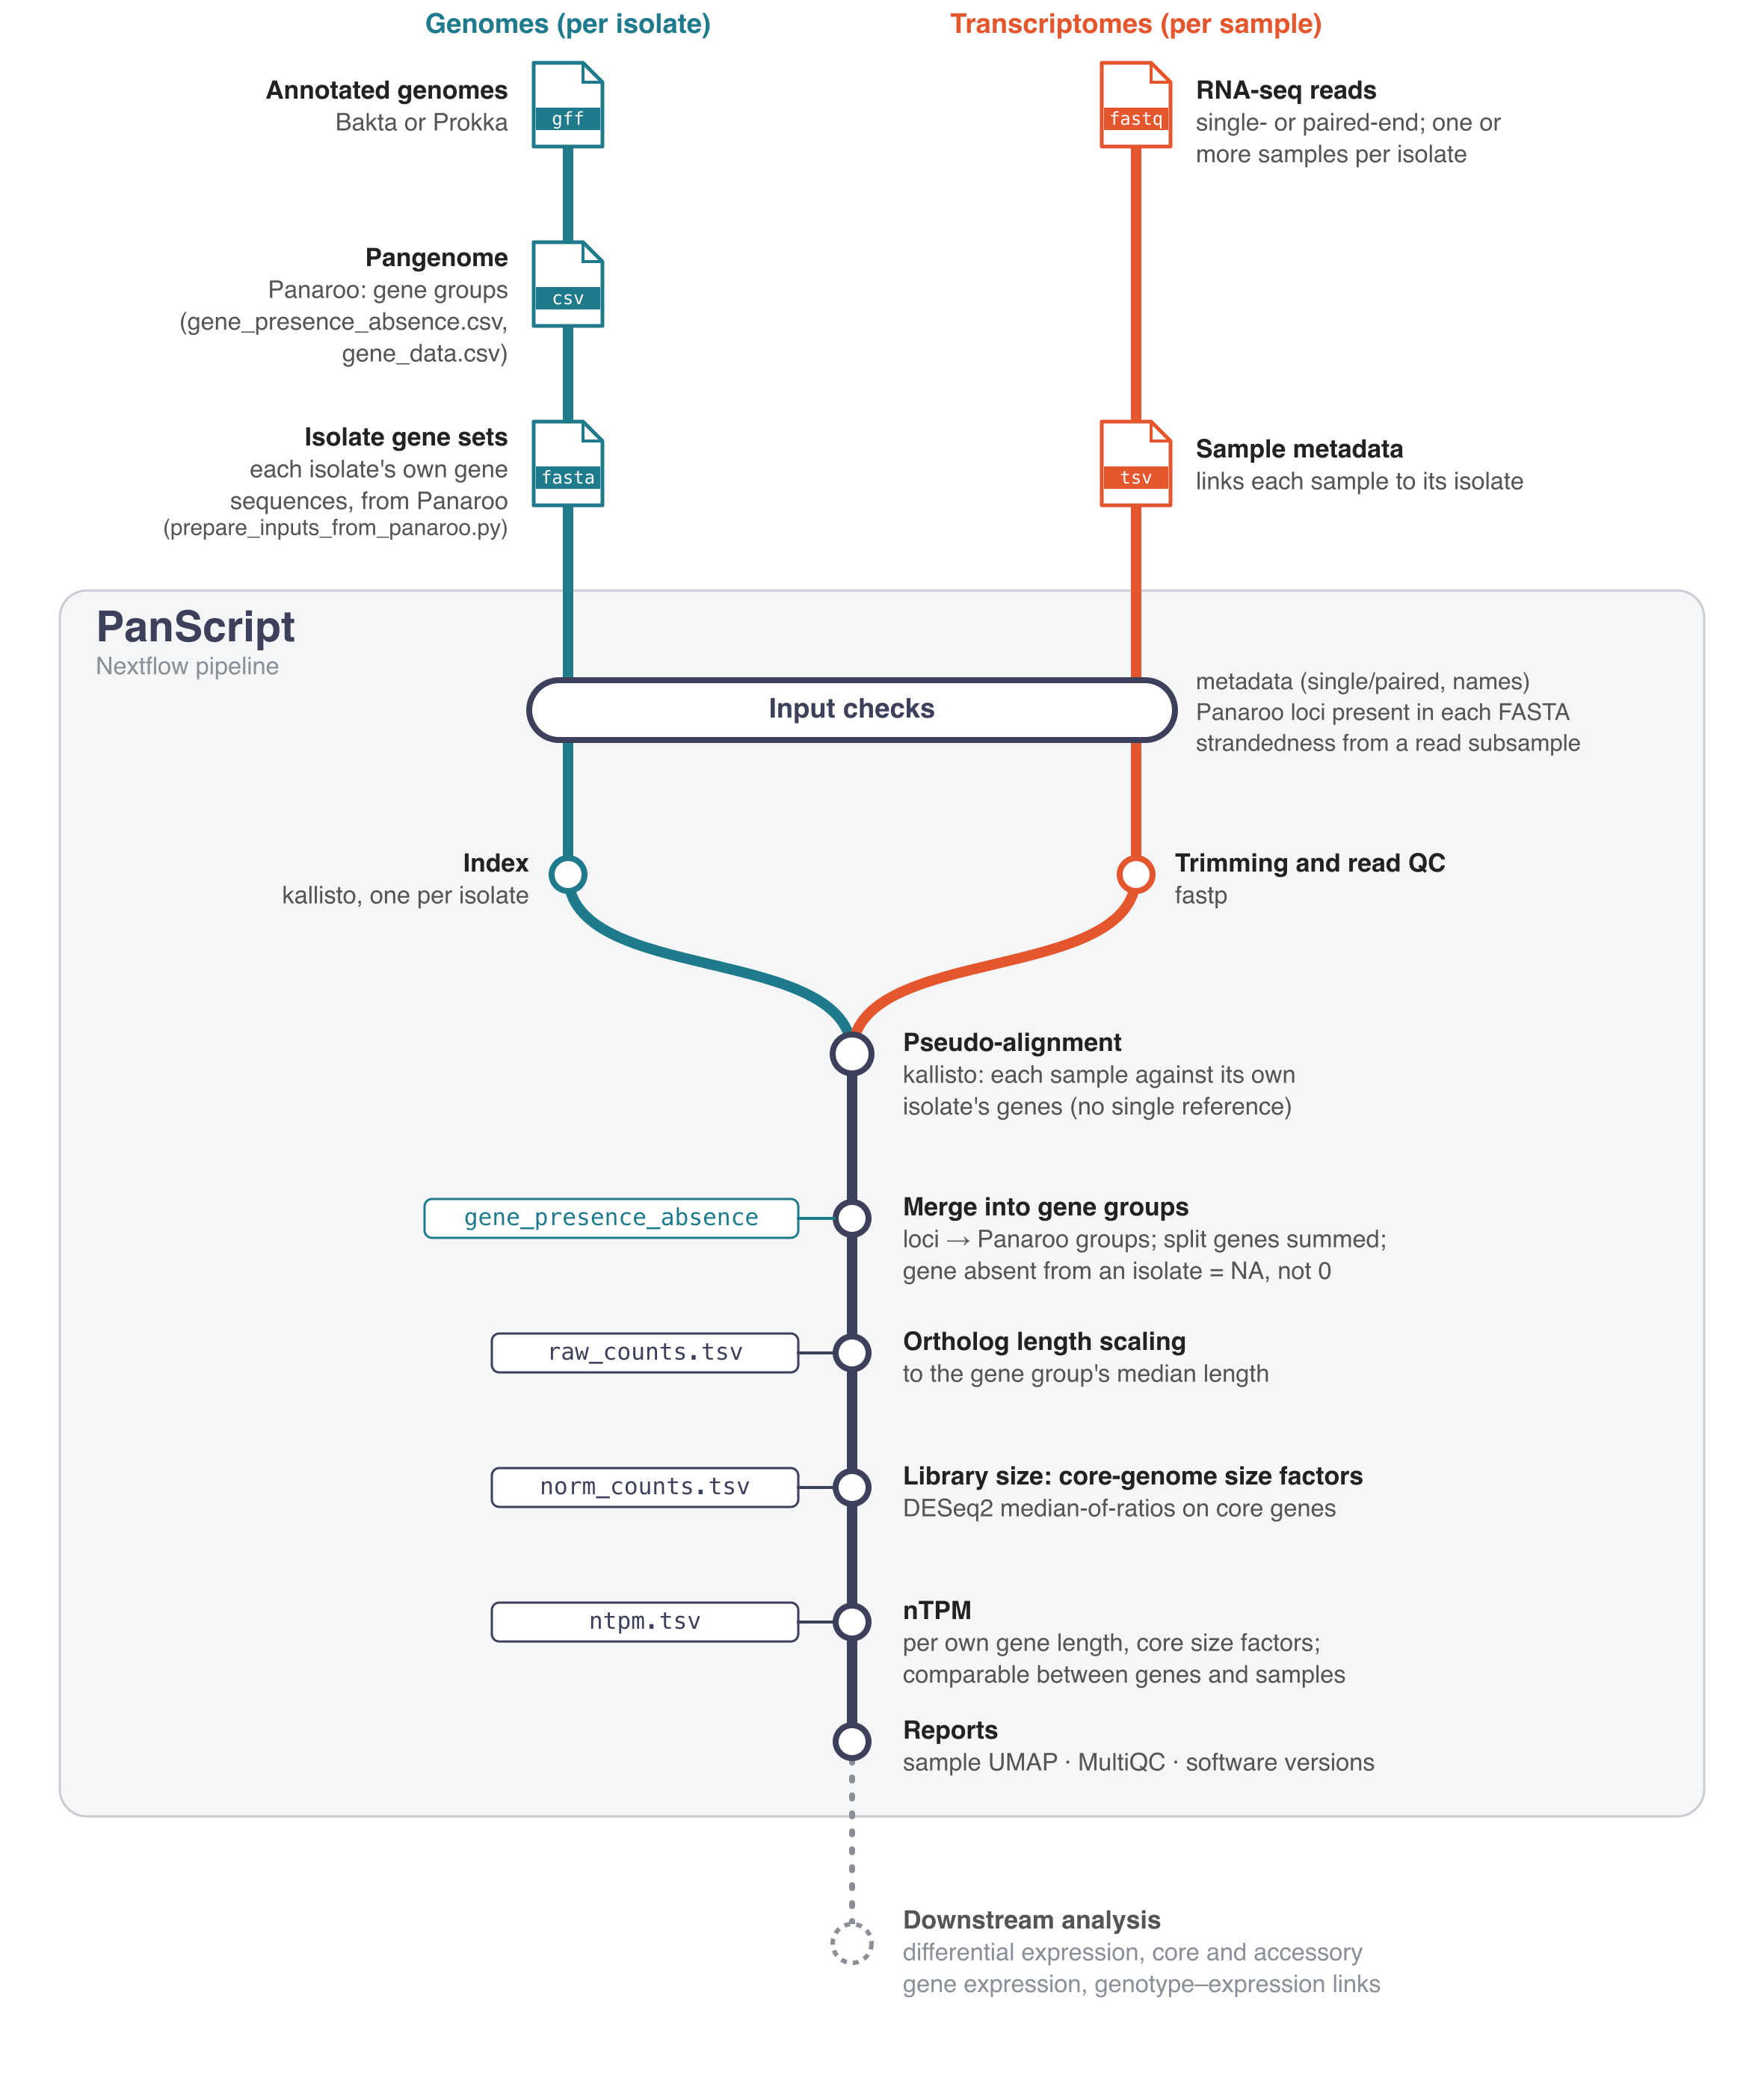 Genomes (per isolate)
Transcriptomes (per sample)
Annotated genomes
Bakta or Prokka
gff
fastq
RNA-seq reads
single- or paired-end; one or
more samples per isolate
Pangenome
Panaroo: gene groups
(gene_presence_absence.csv,
gene_data.csv)
csv
Isolate gene sets
each isolate's own gene
sequences, from Panaroo
(prepare_inputs_from_panaroo.py)
fasta
tsv
Sample metadata
links each sample to its isolate
PanScript
Nextflow pipeline
Input checks
metadata (single/paired, names)
Panaroo loci present in each FASTA
strandedness from a read subsample
Index
kallisto, one per isolate
Trimming and read QC
fastp
Pseudo-alignment
kallisto: each sample against its own
isolate's genes (no single reference)
gene_presence_absence
Merge into gene groups
loci → Panaroo groups; split genes summed;
gene absent from an isolate = NA, not 0
raw_counts.tsv
Ortholog length scaling
to the gene group's median length
norm_counts.tsv
Library size: core-genome size factors
DESeq2 median-of-ratios on core genes
ntpm.tsv
nTPM
per own gene length, core size factors;
comparable between genes and samples
Reports
sample UMAP · MultiQC · software versions
Downstream analysis
differential expression, core and accessory
gene expression, genotype–expression links